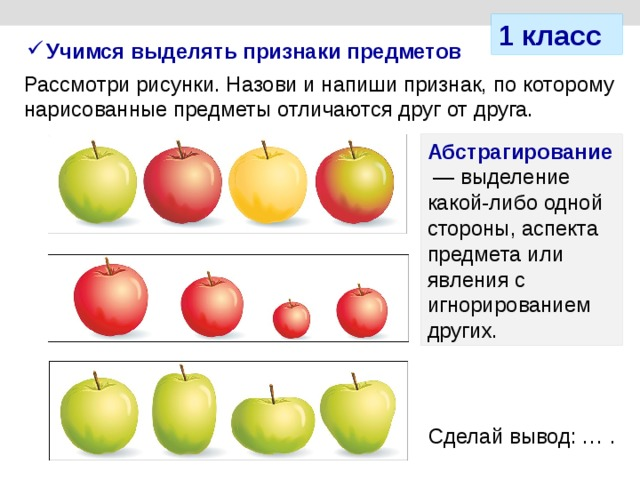 1 класс
Учимся выделять признаки предметов
Рассмотри рисунки. Назови и напиши признак, по которому
нарисованные предметы отличаются друг от друга.
Абстрагирование
— выделение
какой-либо одной
стороны, аспекта
предмета или
явления с
игнорированием
других.
Сделай вывод: … .